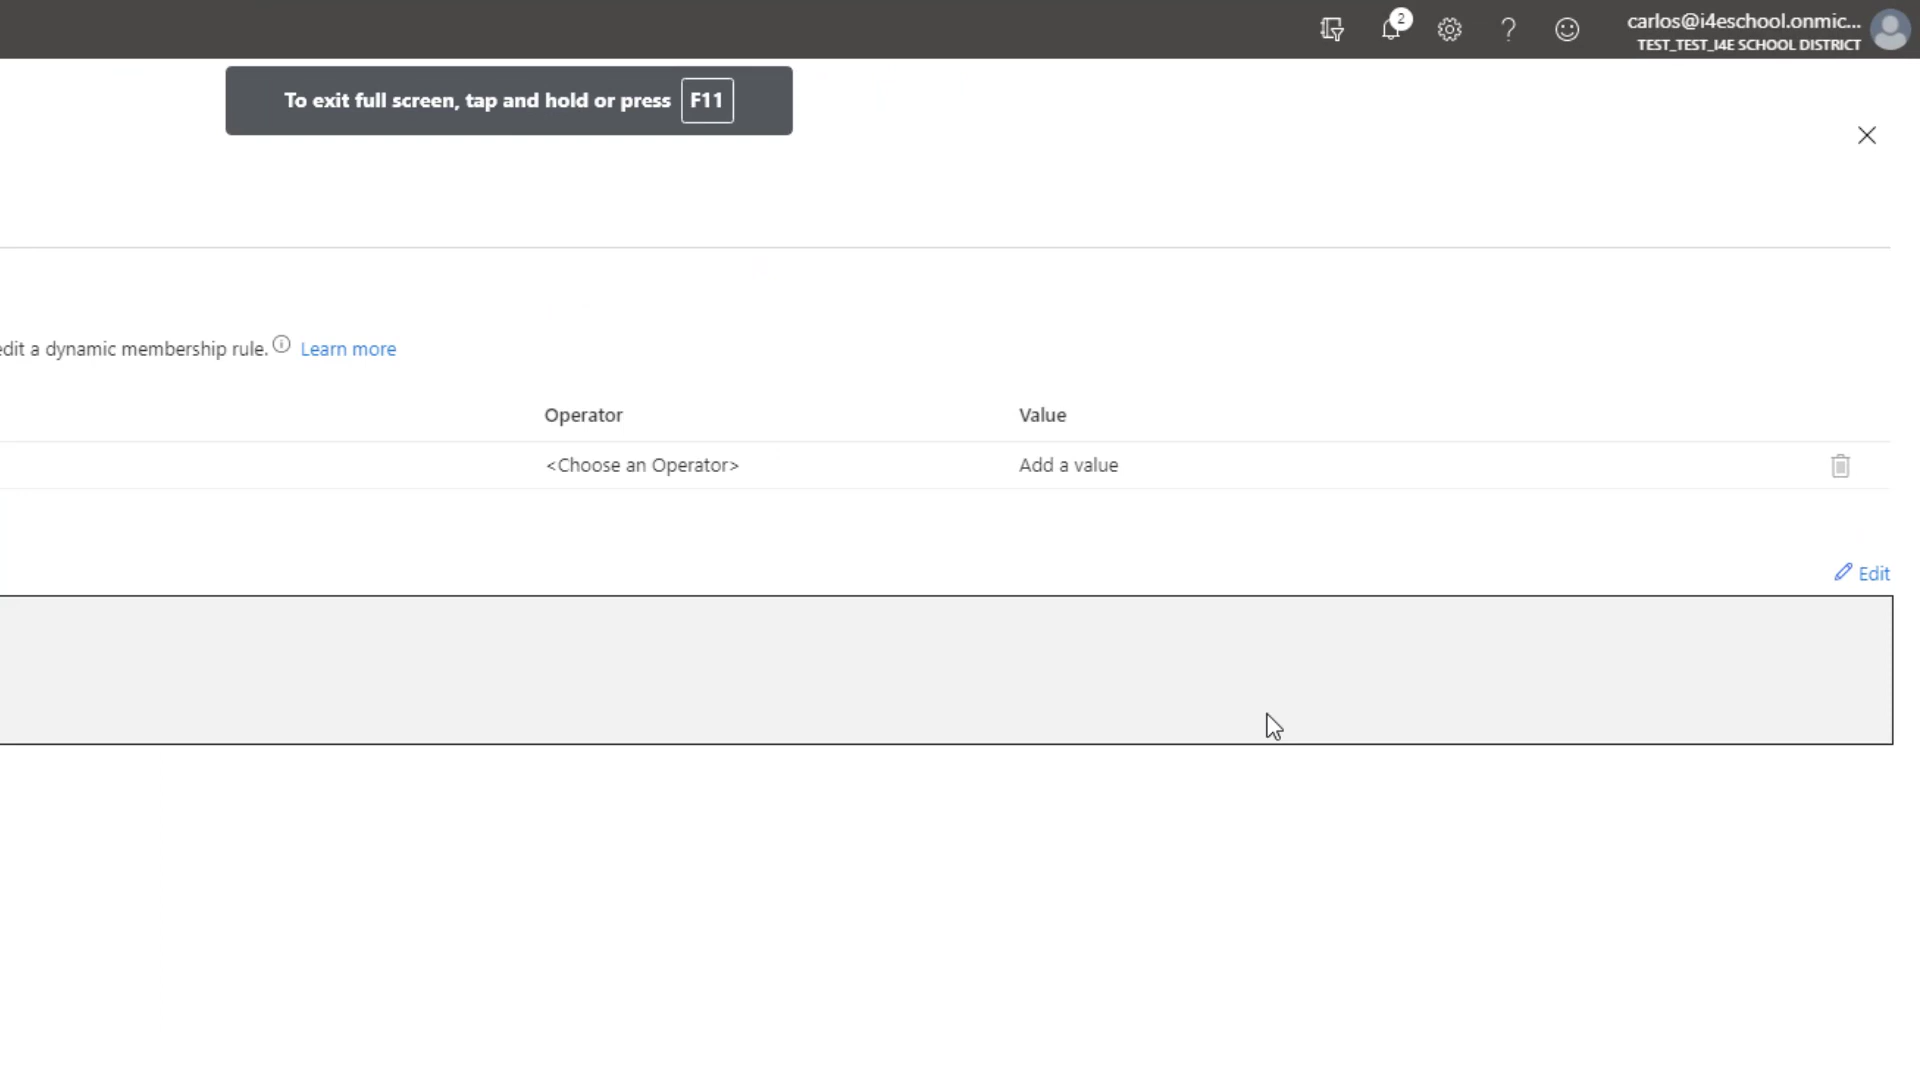 2
carlos@i4eschool.onmic...
TEST_TEST_I4E SCHOOL DISTRICT
To exit full screen, tap and hold or press F11
edit a dynamic membership rule. Learn more
Operator Value
<Choose an Operator> Add a value
Edit